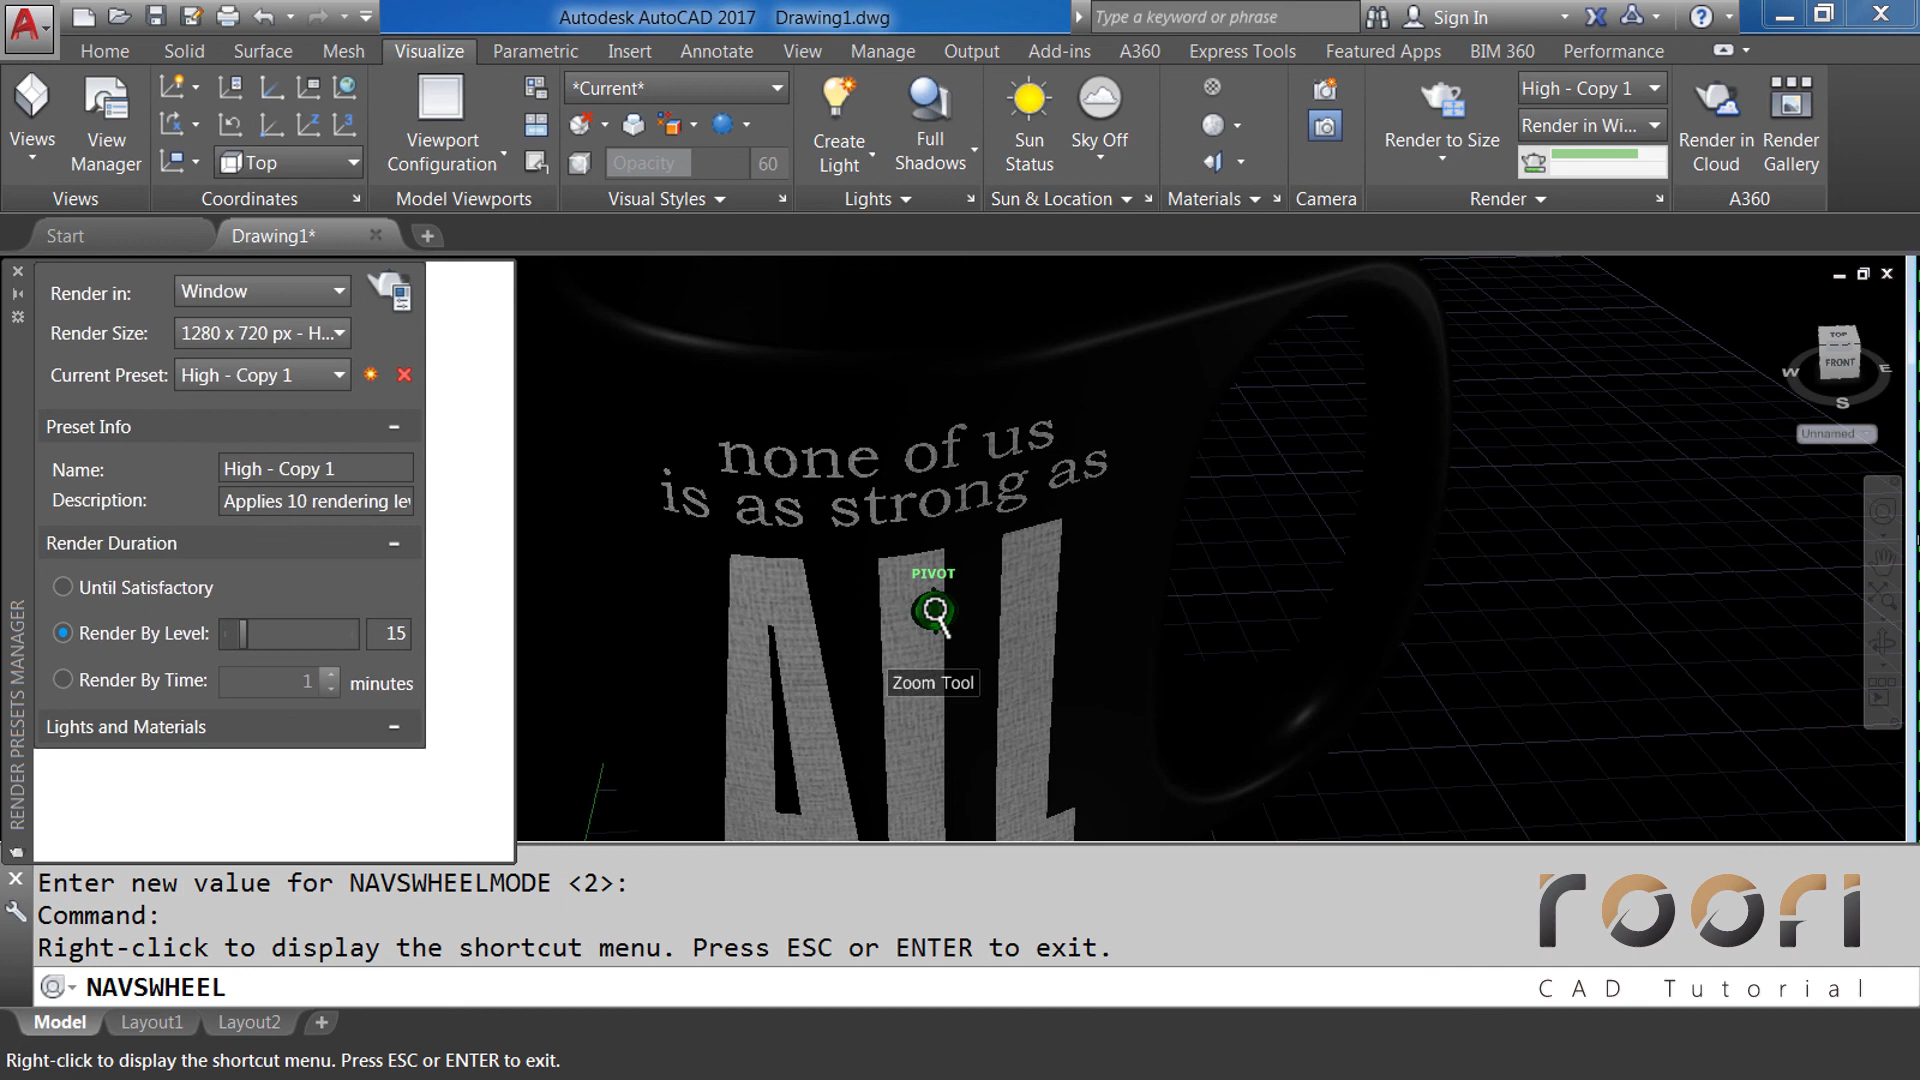 Autodesk AutoCAD 2017 Drawing1.dwg
Type a keyword or phrase
Sign In
Home Solid Surface Mesh Visualize Parametric Insert Annotate View Manage Output Add-ins A360 Express Tools Featured Apps BIM 360 Performance
Views
View Manager
Top
Viewport Configuration
*Current*
Opacity 60
Create Light
Full Shadows
Sun Status
Sky Off
Render to Size
High - Copy 1
Render in Wi...
Render in Cloud
Render Gallery
Views Coordinates Model Viewports Visual Styles Lights Sun & Location Materials Camera Render A360
Start Drawing1*
Render in: Window
Render Size: 1280 x 720 px - H...
Current Preset: High - Copy 1
Preset Info
Name: High - Copy 1
Description: Applies 10 rendering lev
Render Duration
Until Satisfactory
Render By Level: 15
Render By Time: 1 minutes
Lights and Materials
RENDER PRESETS MANAGER
TOP
FRONT
W E
S
Unnamed
none of us
is as strong as
ALL
PIVOT
Zoom Tool
Enter new value for NAVSWHEELMODE <2>:
Command:
Right-click to display the shortcut menu. Press ESC or ENTER to exit.
NAVSWHEEL
roofi
CAD Tutorial
Model Layout1 Layout2
Right-click to display the shortcut menu. Press ESC or ENTER to exit.